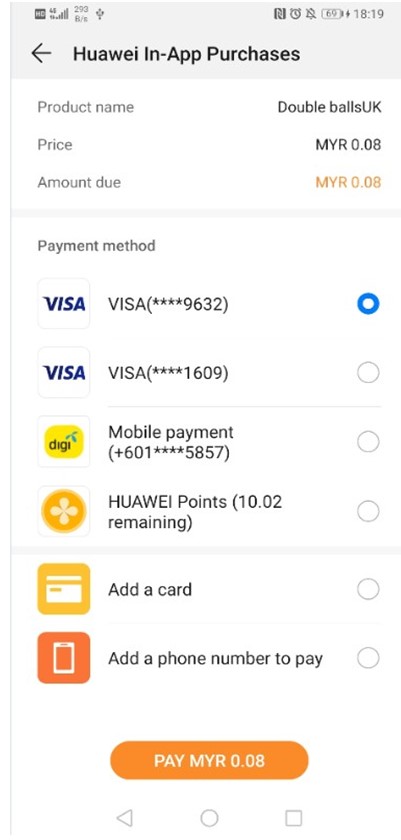 HD 4G 293 B/s 69 18:19
Huawei In-App Purchases
Product name Double ballsUK
Price MYR 0.08
Amount due MYR 0.08
Payment method
VISA VISA(****9632)
VISA VISA(****1609)
digi Mobile payment
(+601****5857)
HUAWEI Points (10.02
remaining)
Add a card
Add a phone number to pay
PAY MYR 0.08